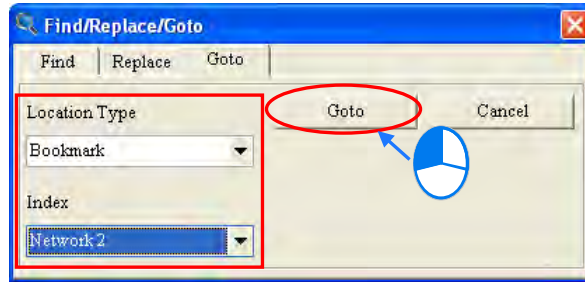 Find/Replace/Goto
Find Replace Goto
Location Type
Goto Cancel
Bookmark
Index
Network 2